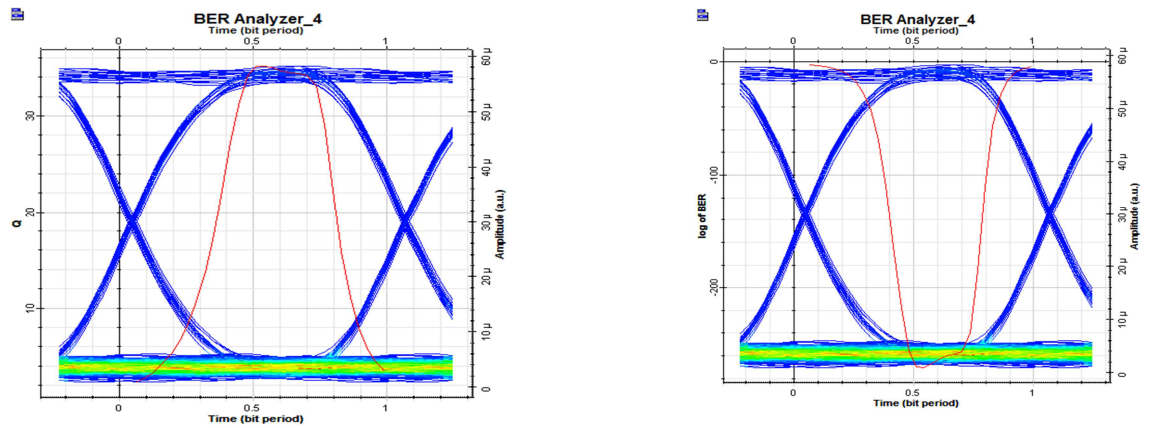 BER Analyzer_4
Time (bit period)
0 0.5 1
Q
30
20
10
60 µ
50 µ
40 µ
30 µ
20 µ
10 µ
0
Amplitude (a.u.)
0 0.5 1
Time (bit period)
BER Analyzer_4
Time (bit period)
0 0.5 1
log of BER
0
-100
-200
60 µ
50 µ
40 µ
30 µ
20 µ
10 µ
0
Amplitude (a.u.)
0 0.5 1
Time (bit period)